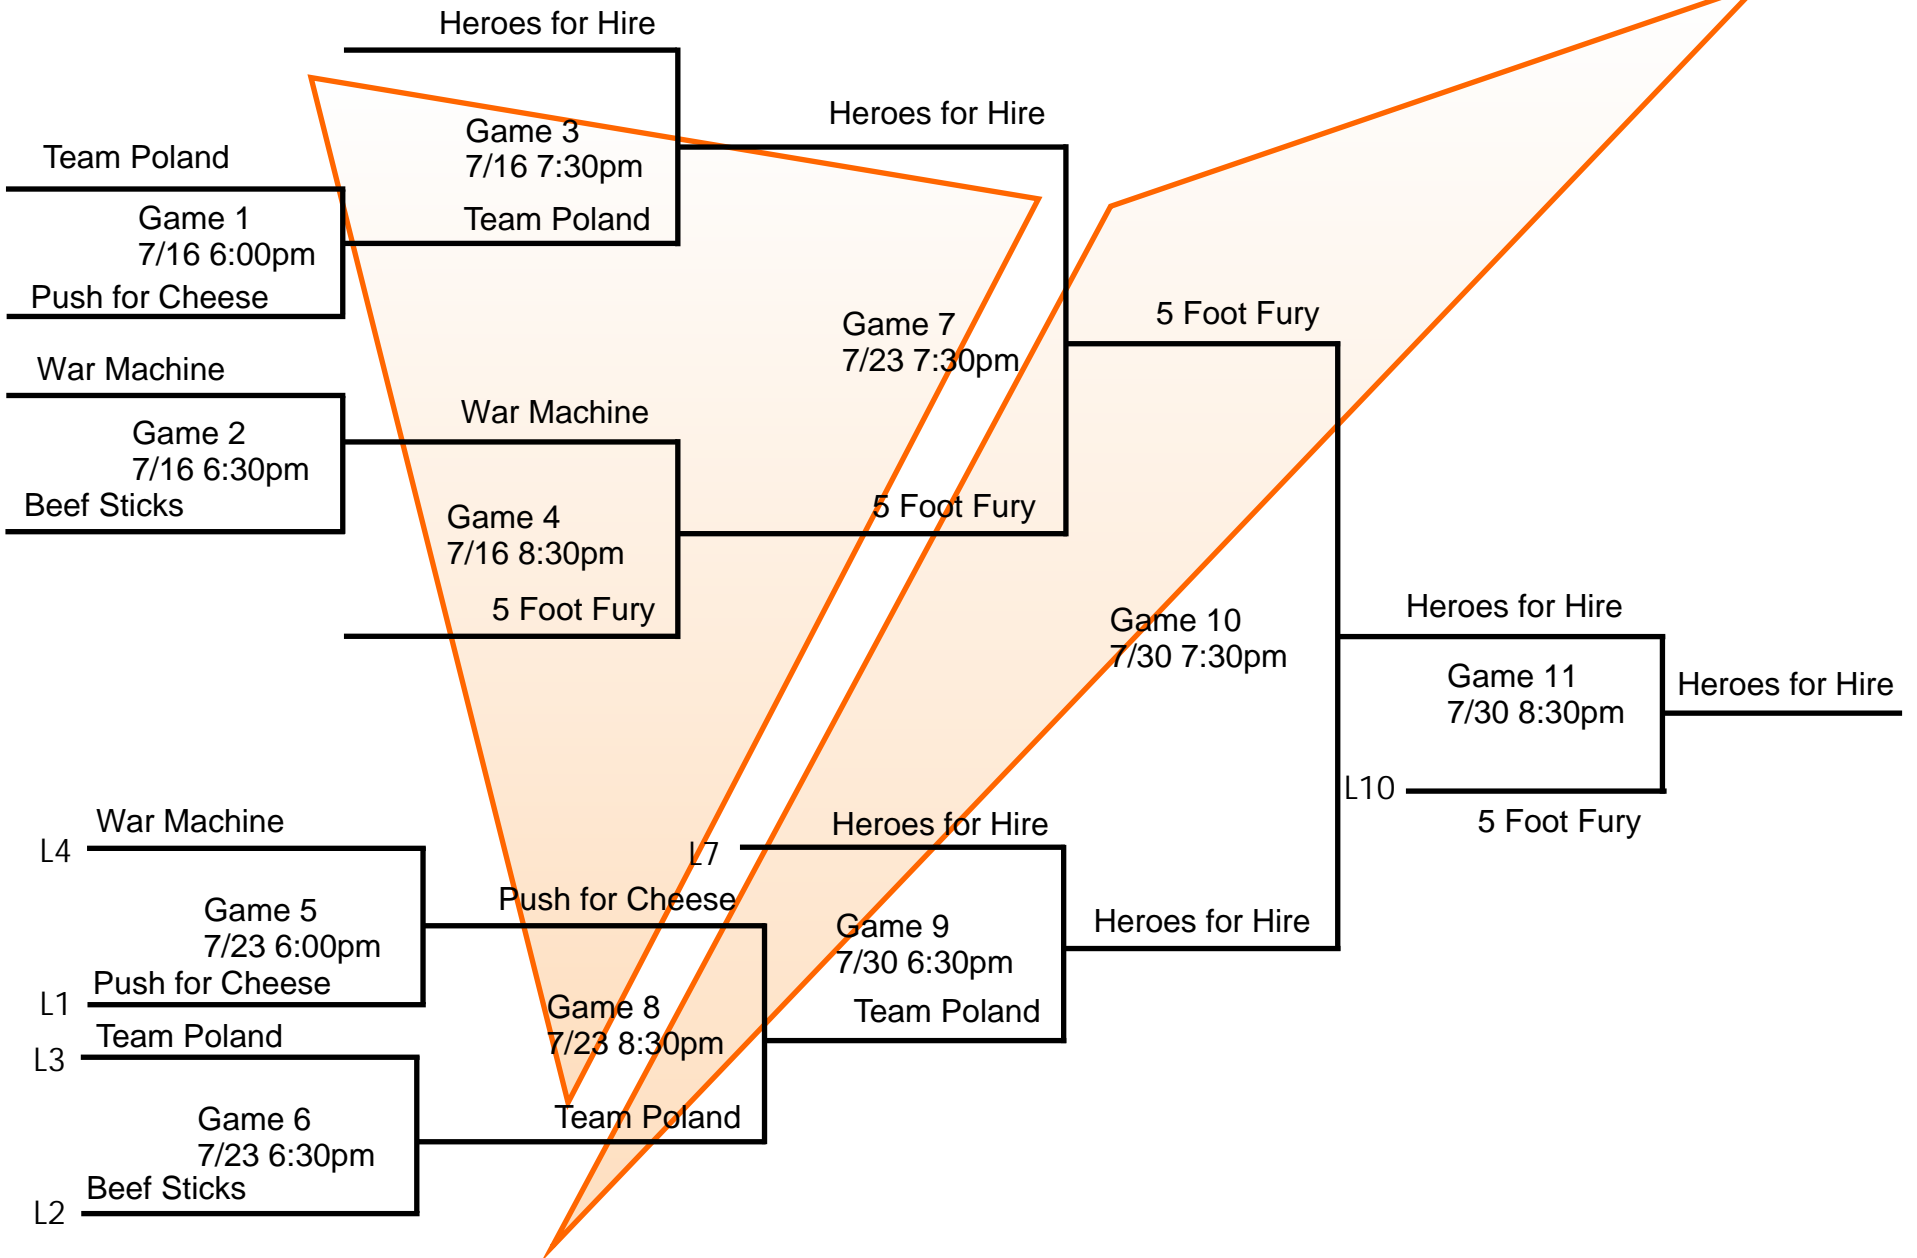 Heroes for Hire
Game 3
7/16 7:30pm
Team Poland
Heroes for Hire
Team Poland
Game 1
7/16 6:00pm
Push for Cheese
War Machine
Game 2
7/16 6:30pm
Beef Sticks
War Machine
Game 4
7/16 8:30pm
5 Foot Fury
Game 7
7/23 7:30pm
5 Foot Fury
5 Foot Fury
Game 10
7/30 7:30pm
Heroes for Hire
Game 11
7/30 8:30pm
Heroes for Hire
L10
5 Foot Fury
War Machine
L4
Game 5
7/23 6:00pm
Push for Cheese
L1
Team Poland
L3
Game 6
7/23 6:30pm
Beef Sticks
L2
Push for Cheese
Game 8
7/23 8:30pm
Team Poland
Heroes for Hire
L7
Game 9
7/30 6:30pm
Team Poland
Heroes for Hire